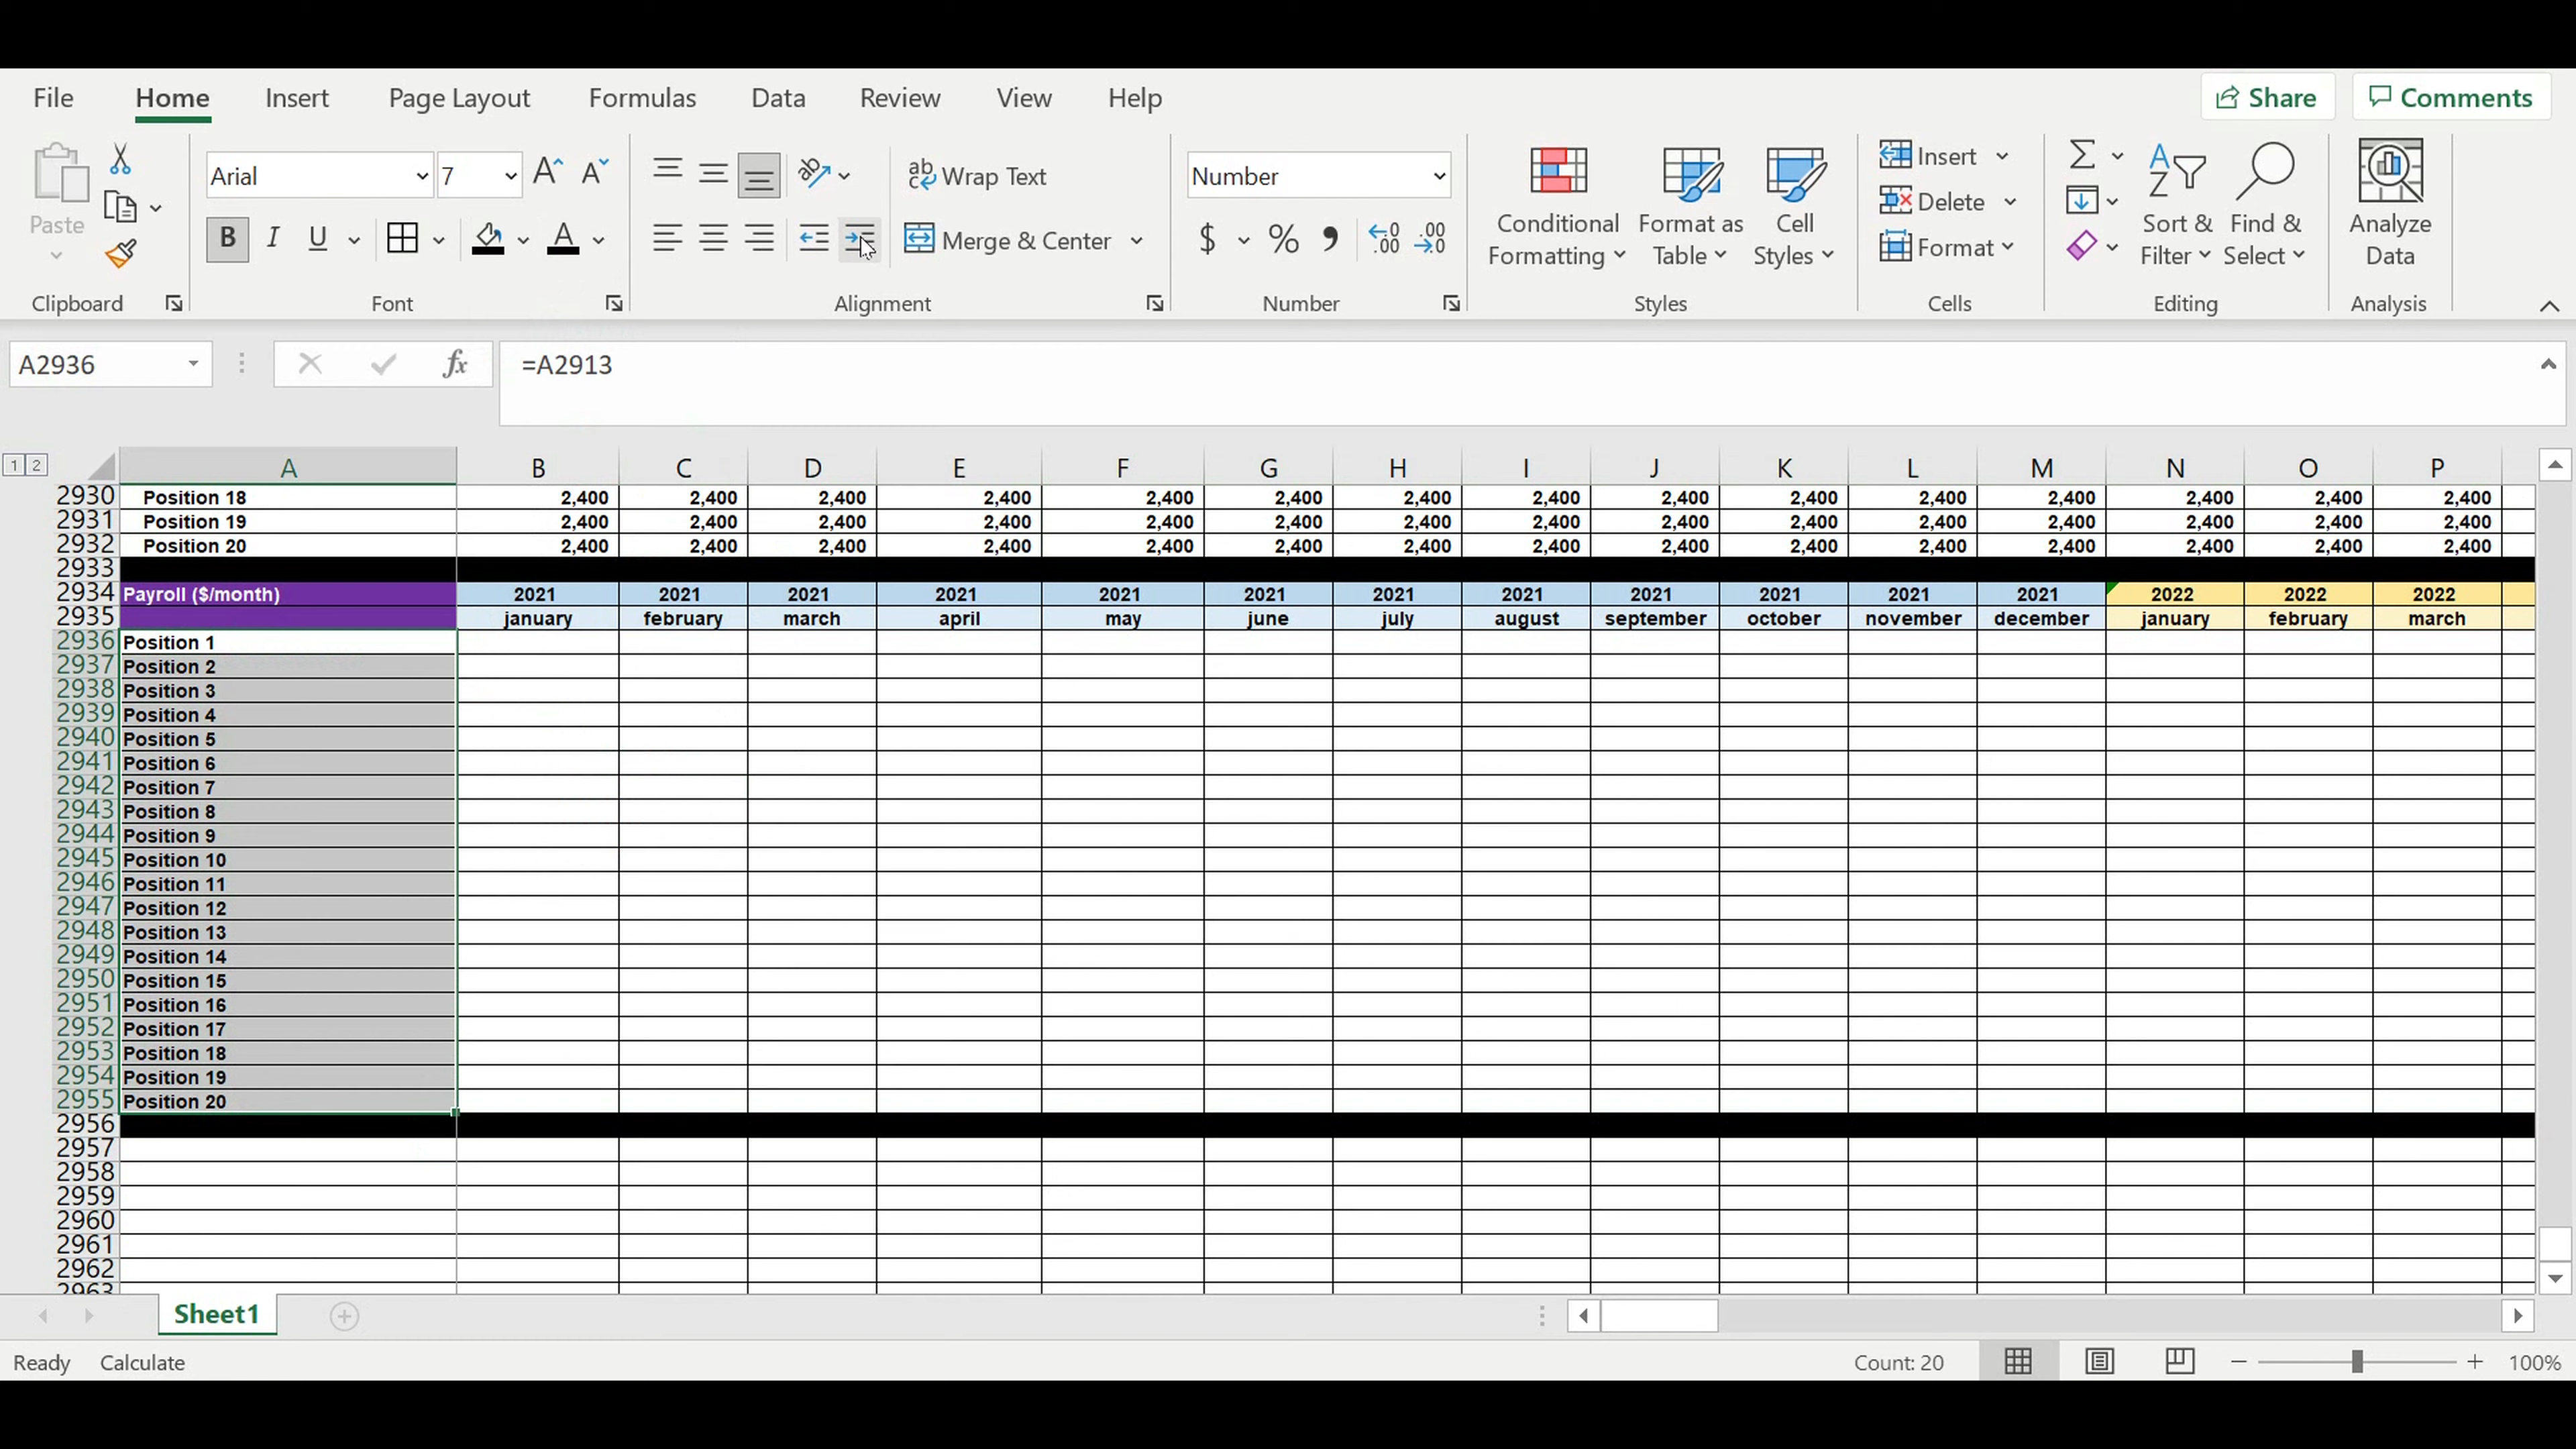 File Home Insert Page Layout Formulas Data Review View Help Share Comments
Paste Arial 7 ab Wrap Text Number Conditional Formatting Format as Table Cell Styles Insert Delete Format Sort & Filter Find & Select Analyze Data
B I U A Merge & Center $ % ,
Clipboard Font Alignment Number Styles Cells Editing Analysis
A2936 fx =A2913
1 2 A B C D E F G H I J K L M N O P
2930 Position 18 2,400 2,400 2,400 2,400 2,400 2,400 2,400 2,400 2,400 2,400 2,400 2,400 2,400 2,400 2,400
2931 Position 19 2,400 2,400 2,400 2,400 2,400 2,400 2,400 2,400 2,400 2,400 2,400 2,400 2,400 2,400 2,400
2932 Position 20 2,400 2,400 2,400 2,400 2,400 2,400 2,400 2,400 2,400 2,400 2,400 2,400 2,400 2,400 2,400
2933
2934 Payroll ($/month) 2021 2021 2021 2021 2021 2021 2021 2021 2021 2021 2021 2021 2022 2022 2022
2935 january february march april may june july august september october november december january february march
2936 Position 1
2937 Position 2
2938 Position 3
2939 Position 4
2940 Position 5
2941 Position 6
2942 Position 7
2943 Position 8
2944 Position 9
2945 Position 10
2946 Position 11
2947 Position 12
2948 Position 13
2949 Position 14
2950 Position 15
2951 Position 16
2952 Position 17
2953 Position 18
2954 Position 19
2955 Position 20
2956
2957
2958
2959
2960
2961
2962
2963
Sheet1
Ready Calculate Count: 20 100%